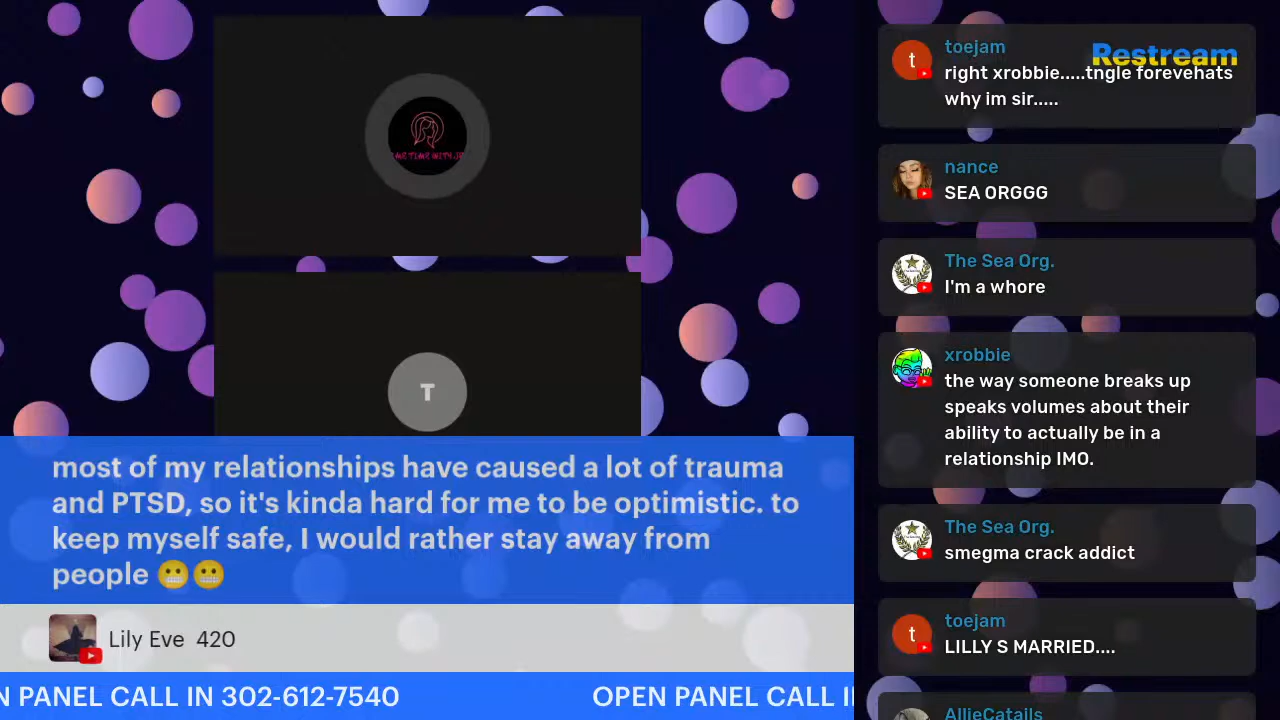 ME TIME WITH JO
T
most of my relationships have caused a lot of trauma
and PTSD, so it's kinda hard for me to be optimistic. to
keep myself safe, I would rather stay away from
people 😬😬
Lily Eve 420
N PANEL CALL IN 302-612-7540
OPEN PANEL CALL I
Restream
t
toejam
right xrobbie.....tngle forevehats
why im sir.....
nance
SEA ORGGG
The Sea Org.
I'm a whore
xrobbie
the way someone breaks up
speaks volumes about their
ability to actually be in a
relationship IMO.
The Sea Org.
smegma crack addict
t
toejam
LILLY S MARRIED....
AllieCatails